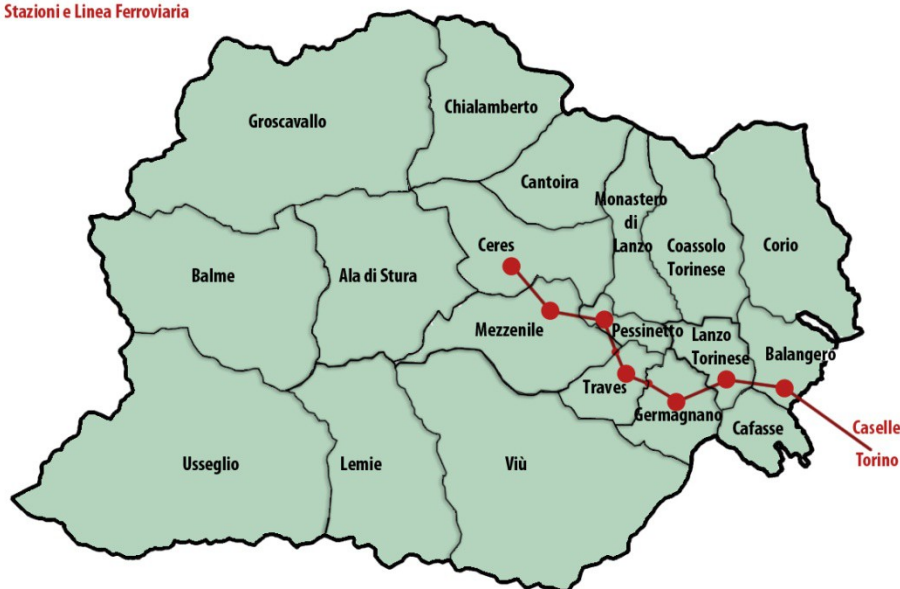 Stazioni e Linea Ferroviaria
Chialamberto
Groscavallo
Cantoira
Monastero
di
Lanzo
Ceres
Coassolo
Torinese
Corio
Balme
Ala di Stura
Mezzenile
Pessinetto
Lanzo
Torinese
Balangero
Traves
Germagnano
Cafasse
Caselle
Torino
Usseglio
Lemie
Viù